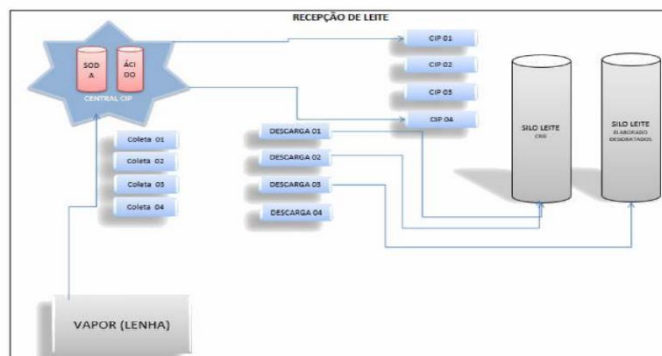 RECEPÇÃO DE LEITE
SOD
A
ÁCI
DO
CENTRAL CIP
CIP 01
CIP 02
CIP 03
CIP 04
Coleta 01
Coleta 02
Coleta 03
Coleta 04
DESCARGA 01
DESCARGA 02
DESCARGA 03
DESCARGA 04
SILO LEITE
CRU
SILO LEITE
ELABORADO
DESIDRATADOS
VAPOR (LENHA)